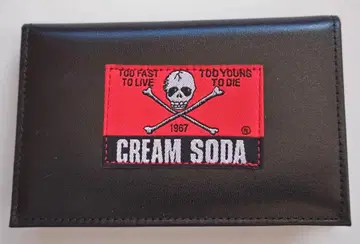 TOO FAST TO LIVE
TOO YOUNG TO DIE
1967
®
CREAM SODA